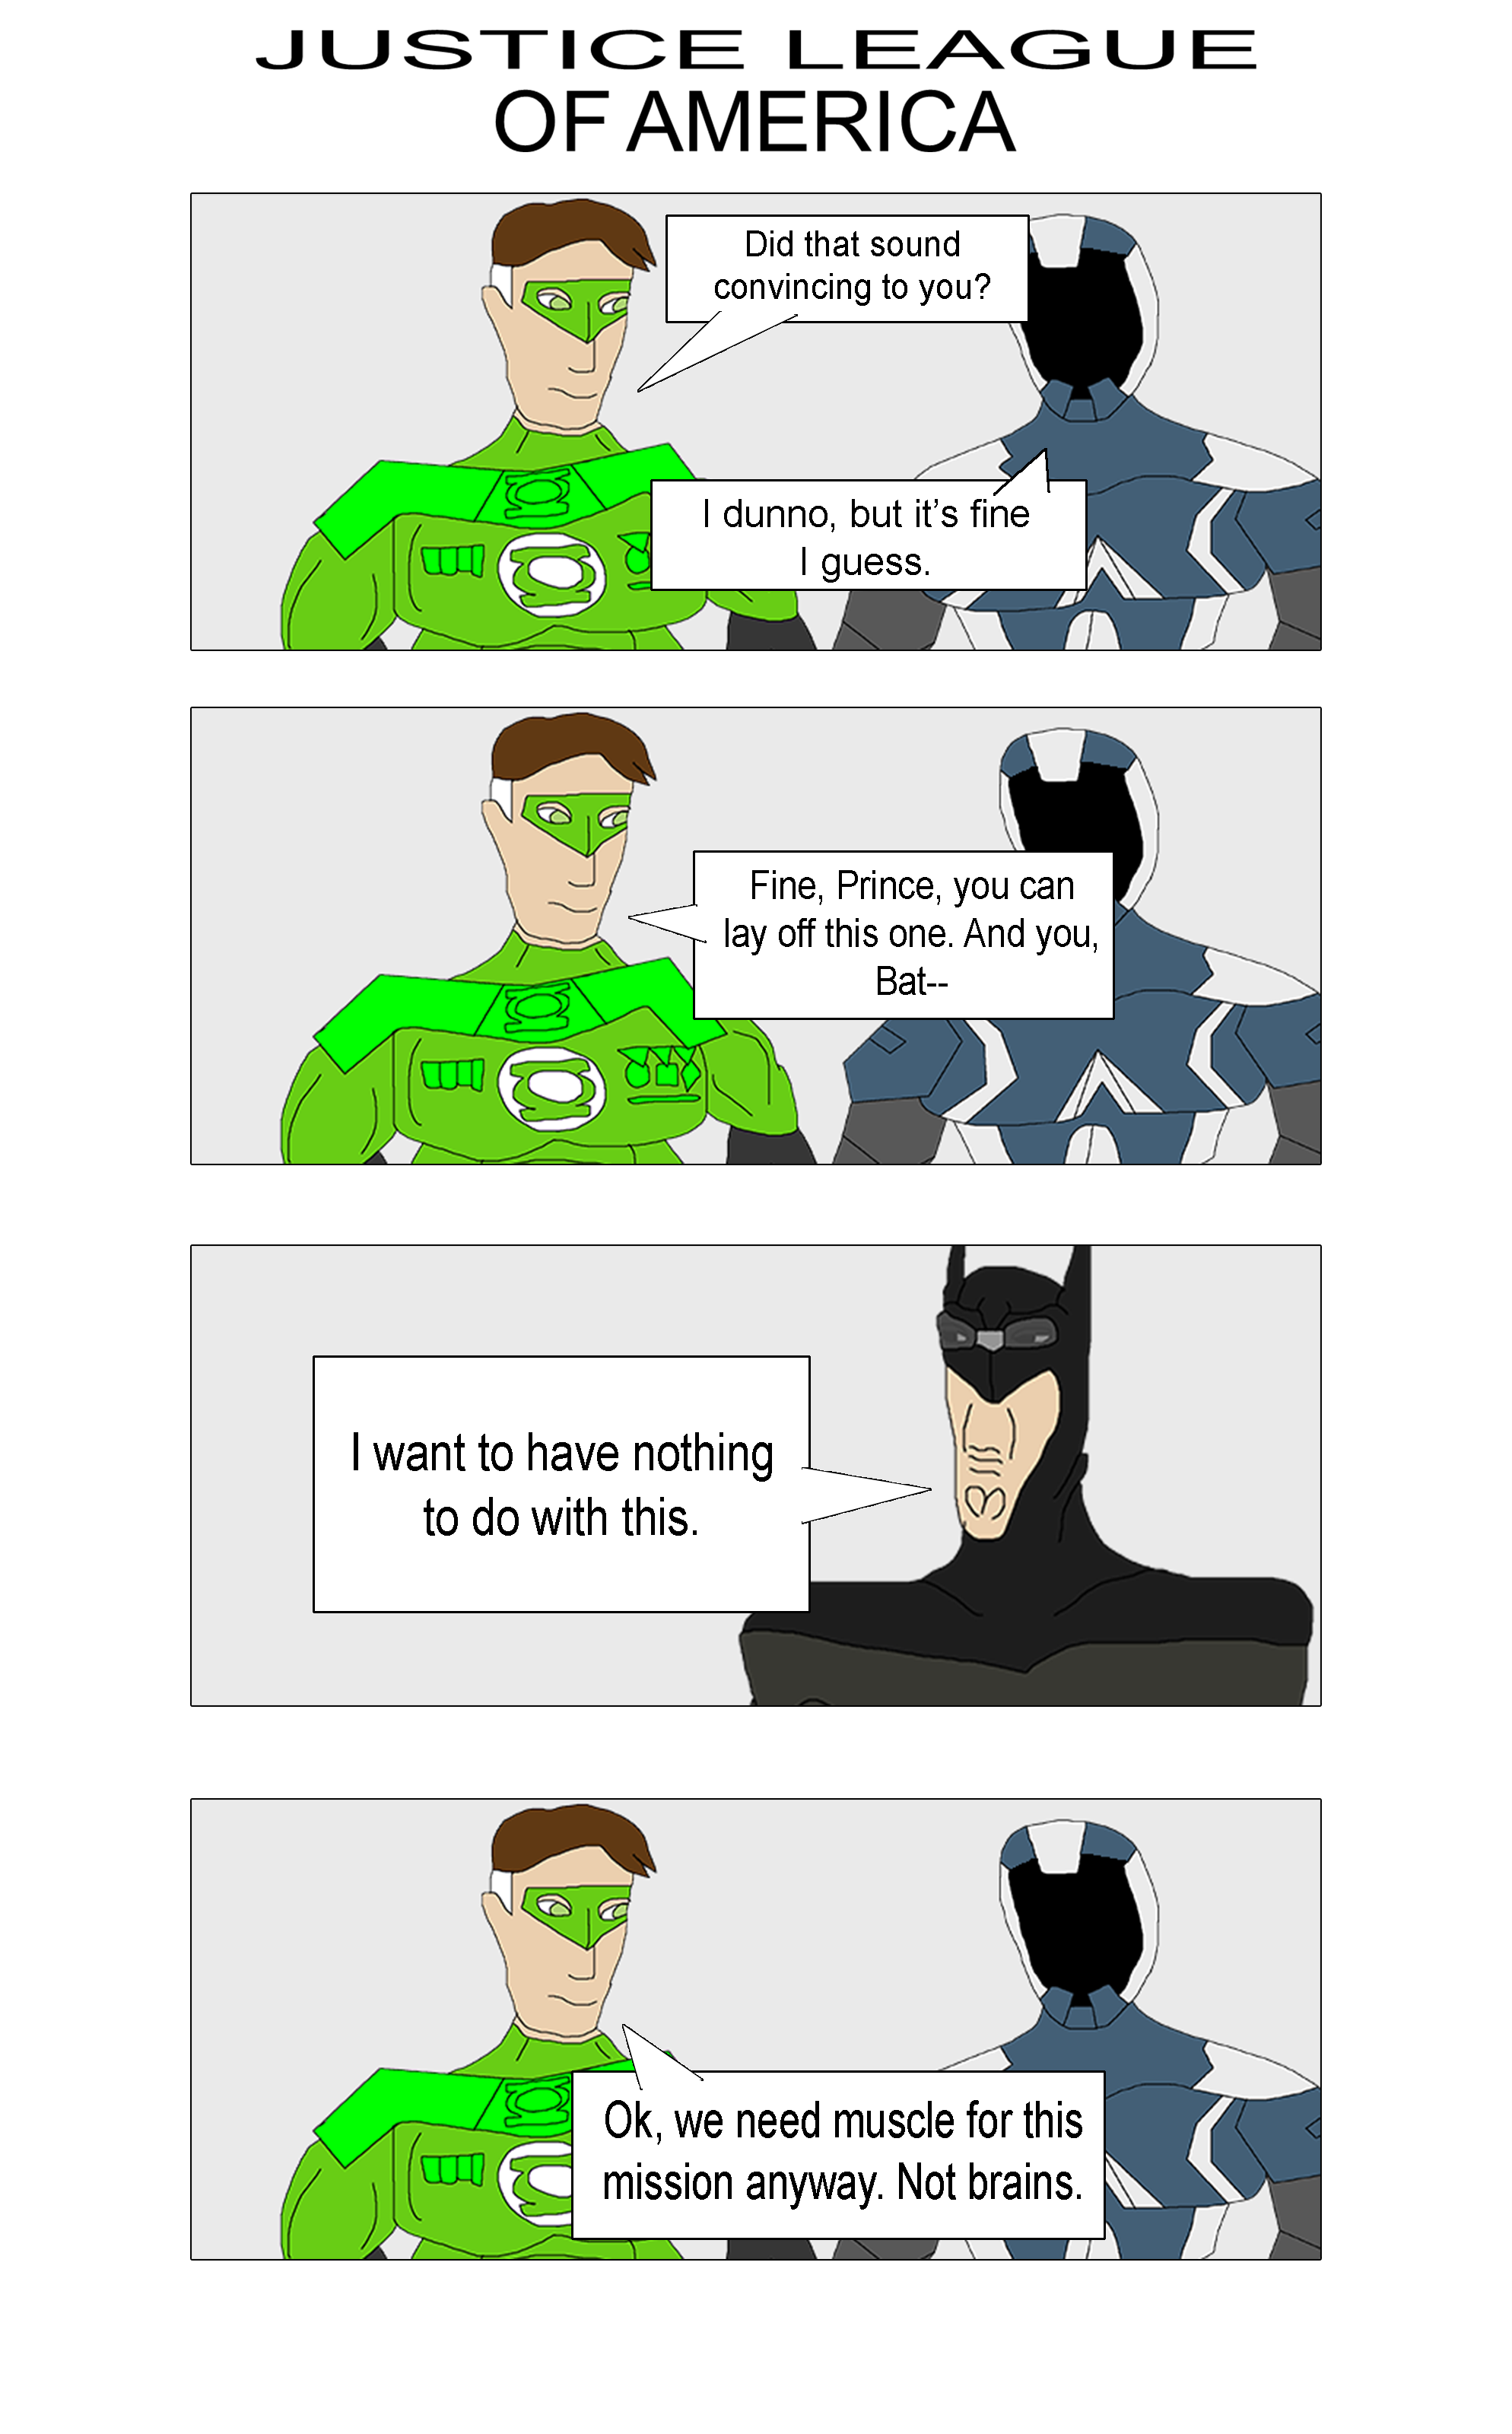 JUSTICE LEAGUE
OF AMERICA
Did that sound
convincing to you?
I dunno, but it’s fine
I guess.
Fine, Prince, you can
lay off this one. And you,
Bat--
I want to have nothing
to do with this.
Ok, we need muscle for this
mission anyway. Not brains.